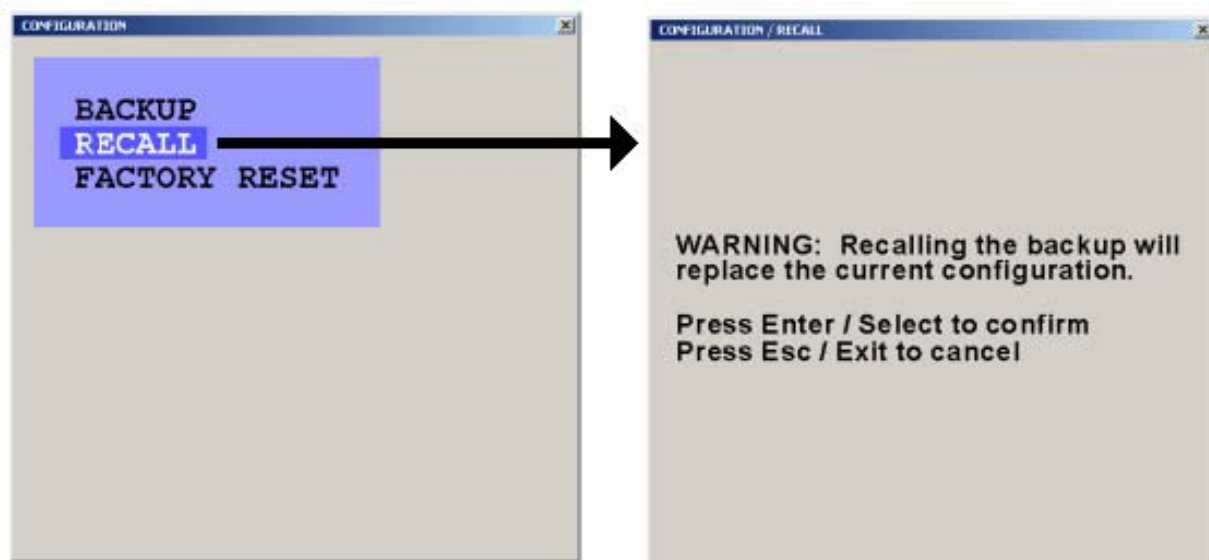 CONFIGURATION
BACKUP
RECALL
FACTORY RESET
CONFIGURATION / RECALL
WARNING: Recalling the backup will
replace the current configuration.
Press Enter / Select to confirm
Press Esc / Exit to cancel